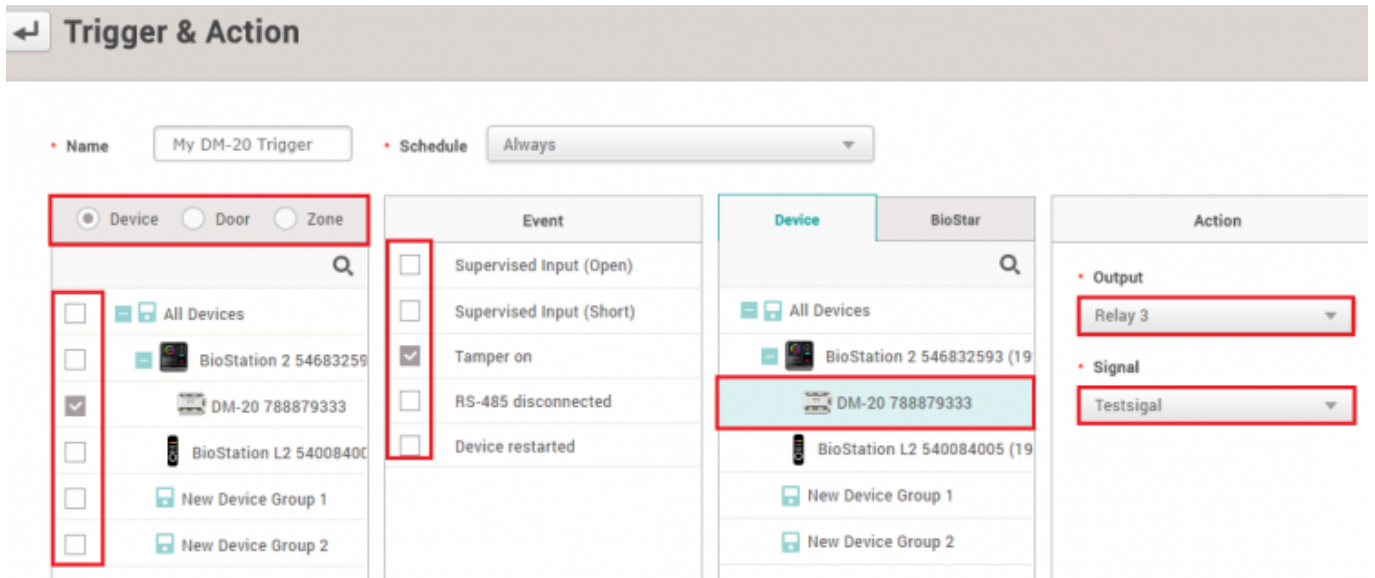 Trigger & Action
Name
My DM-20 Trigger
Schedule
Always
Device
Door
Zone
All Devices
BioStation 2 54683259
DM-20 788879333
BioStation L2 5400840
New Device Group 1
New Device Group 2
Event
Supervised Input (Open)
Supervised Input (Short)
Tamper on
RS-485 disconnected
Device restarted
Device
BioStar
All Devices
BioStation 2 546832593 (19
DM-20 788879333
BioStation L2 540084005 (19
New Device Group 1
New Device Group 2
Action
Output
Relay 3
Signal
Testsigal